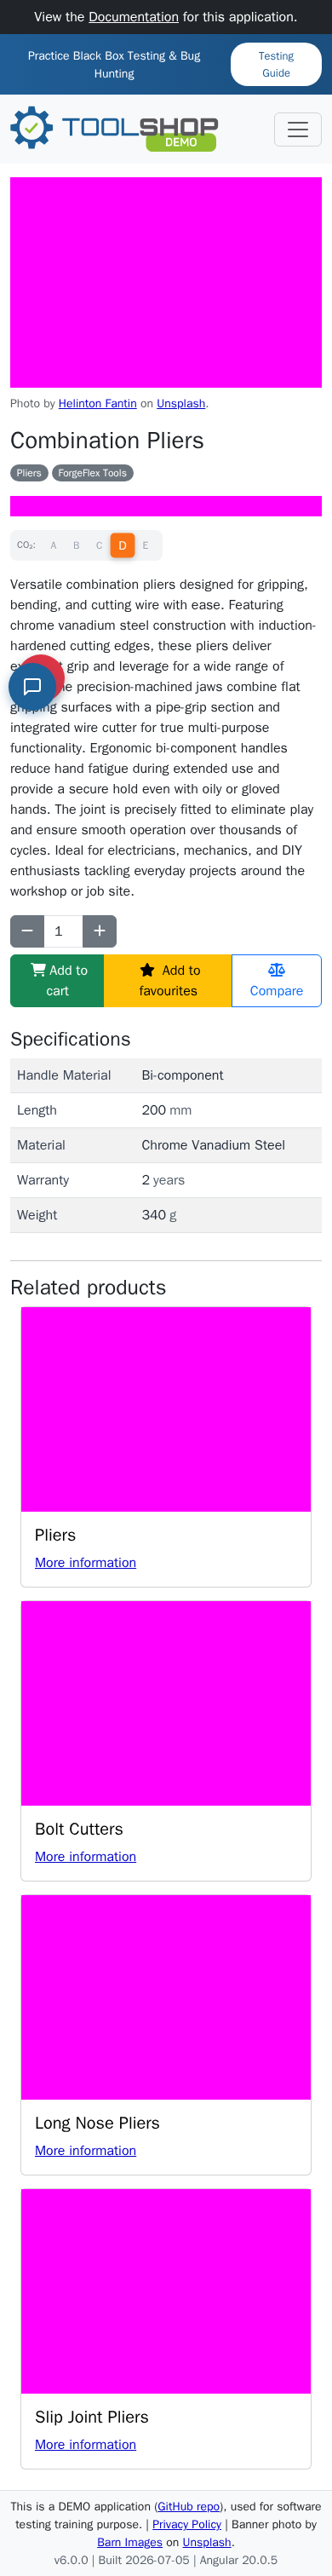 View the Documentation for this application.
Practice Black Box Testing & Bug
Hunting
Testing
Guide
TOOLSHOP
DEMO
Photo by Helinton Fantin on Unsplash.
Combination Pliers
Pliers ForgeFlex Tools
CO₂: A B C D E
Versatile combination pliers designed for gripping,
bending, and cutting wire with ease. Featuring
chrome vanadium steel construction with induction-
hardened cutting edges, these pliers deliver
grip and leverage for a wide range of
precision-machined jaws combine flat
gripping surfaces with a pipe-grip section and
integrated wire cutter for true multi-purpose
functionality. Ergonomic bi-component handles
reduce hand fatigue during extended use and
provide a secure hold even with oily or gloved
hands. The joint is precisely fitted to eliminate play
and ensure smooth operation over thousands of
cycles. Ideal for electricians, mechanics, and DIY
enthusiasts tackling everyday projects around the
workshop or job site.
1
Add to
cart
Add to
favourites
Compare
Specifications
Handle Material Bi-component
Length 200 mm
Material Chrome Vanadium Steel
Warranty 2 years
Weight 340 g
Related products
Pliers
More information
Bolt Cutters
More information
Long Nose Pliers
More information
Slip Joint Pliers
More information
This is a DEMO application (GitHub repo), used for software
testing training purpose. | Privacy Policy | Banner photo by
Barn Images on Unsplash.
v6.0.0 | Built 2026-07-05 | Angular 20.0.5